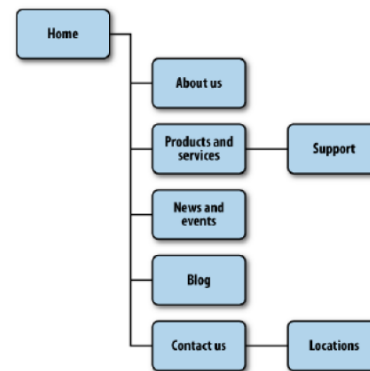 Home
About us
Products and
services
Support
News and
events
Blog
Contact us
Locations